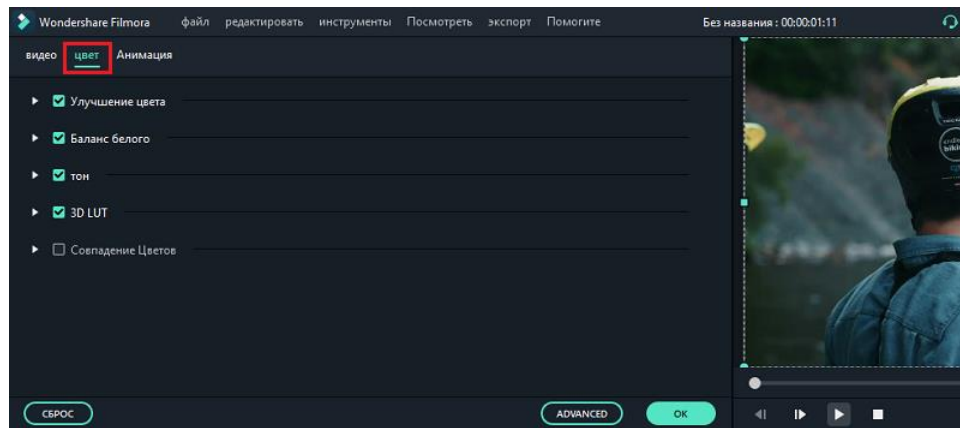 Wondershare Filmora файл редактировать инструменты Посмотреть экспорт Помогите Без названия : 00:00:01:11
видео цвет Анимация
Улучшение цвета
Баланс белого
тон
3D LUT
Совпадение Цветов
СБРОС ADVANCED OK